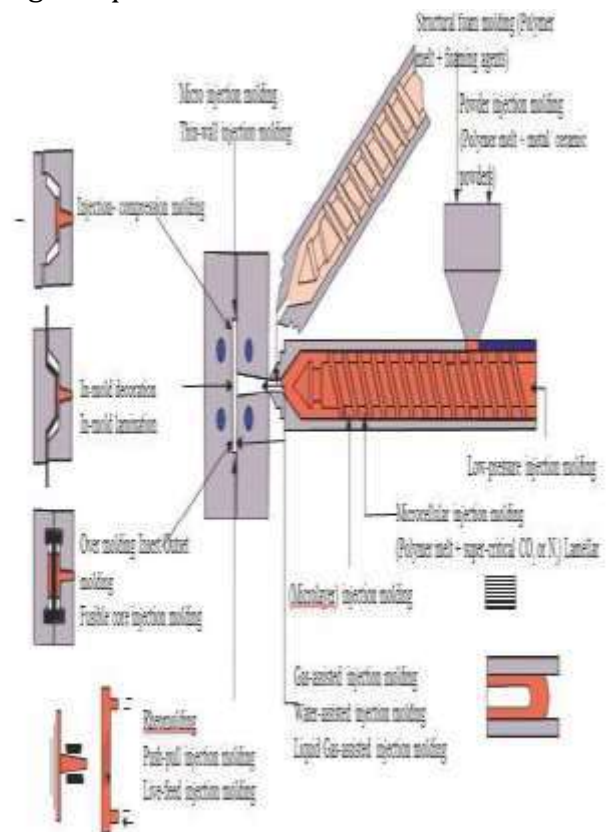 Structural foam molding (Polymer
melt + foaming agents)
Micro injection molding
Thin-wall injection molding
Powder injection molding
(Polymer melt + metal ceramic
powders)
Injection- compression molding
In-mold decoration
In-mold lamination
Low-pressure injection molding
Microcellular injection molding
(Polymer melt + super-critical CO, or N,) Lamellar
Over molding Insert-Outset
molding
Fusible core injection molding
(Microlayer) injection molding
Gas-assisted injection molding
Water-assisted injection molding
Liquid Gas-assisted injection molding
Rheomolding
Push-pull injection molding
Live-feed injection molding